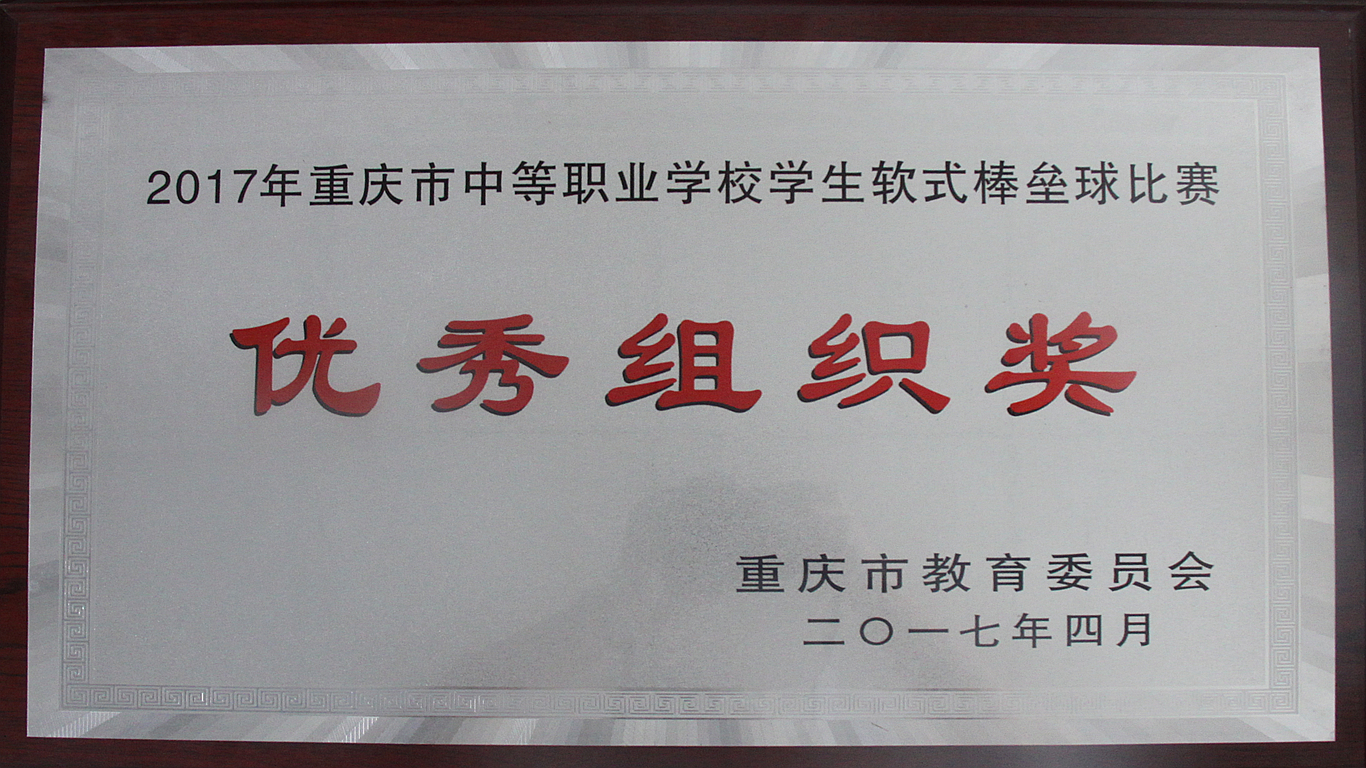 2017年重庆市中等职业学校学生软式棒垒球比赛
优秀组织奖
重庆市教育委员会
二〇一七年四月